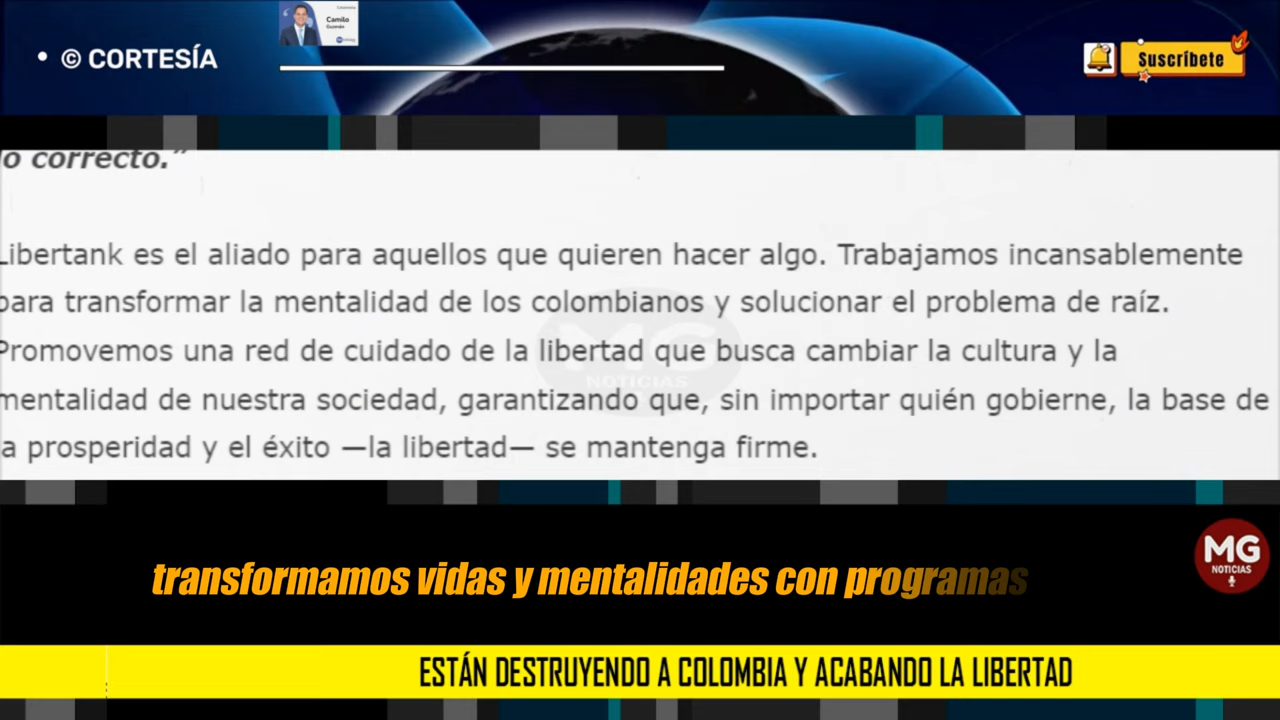 • © CORTESÍA
Camilo
Guzmán
Suscríbete
o correcto.”
Libertank es el aliado para aquellos que quieren hacer algo. Trabajamos incansablemente
para transformar la mentalidad de los colombianos y solucionar el problema de raíz.
Promovemos una red de cuidado de la libertad que busca cambiar la cultura y la
mentalidad de nuestra sociedad, garantizando que, sin importar quién gobierne, la base de
la prosperidad y el éxito —la libertad— se mantenga firme.
MG
NOTICIAS
transformamos vidas y mentalidades con programas
MG
NOTICIAS
ESTÁN DESTRUYENDO A COLOMBIA Y ACABANDO LA LIBERTAD